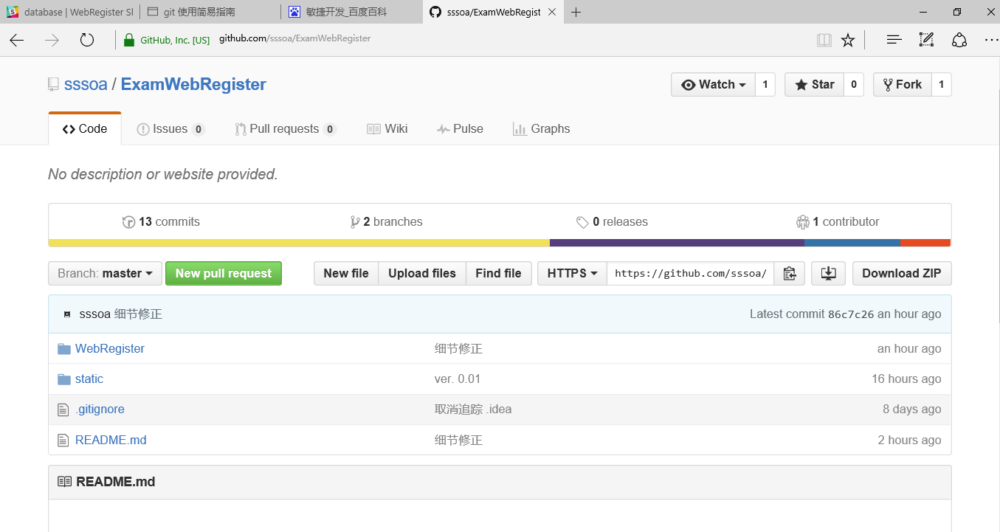 database | WebRegister Sl git 使用简易指南 敏捷开发_百度百科 sssoa/ExamWebRegist
GitHub, Inc. [US] github.com/sssoa/ExamWebRegister
sssoa / ExamWebRegister Watch 1 Star 0 Fork 1
Code Issues 0 Pull requests 0 Wiki Pulse Graphs
No description or website provided.
13 commits 2 branches 0 releases 1 contributor
Branch: master New pull request New file Upload files Find file HTTPS https://github.com/sssoa/ Download ZIP
sssoa 细节修正 Latest commit 86c7c26 an hour ago
WebRegister 细节修正 an hour ago
static ver. 0.01 16 hours ago
.gitignore 取消追踪 .idea 8 days ago
README.md 细节修正 2 hours ago
README.md